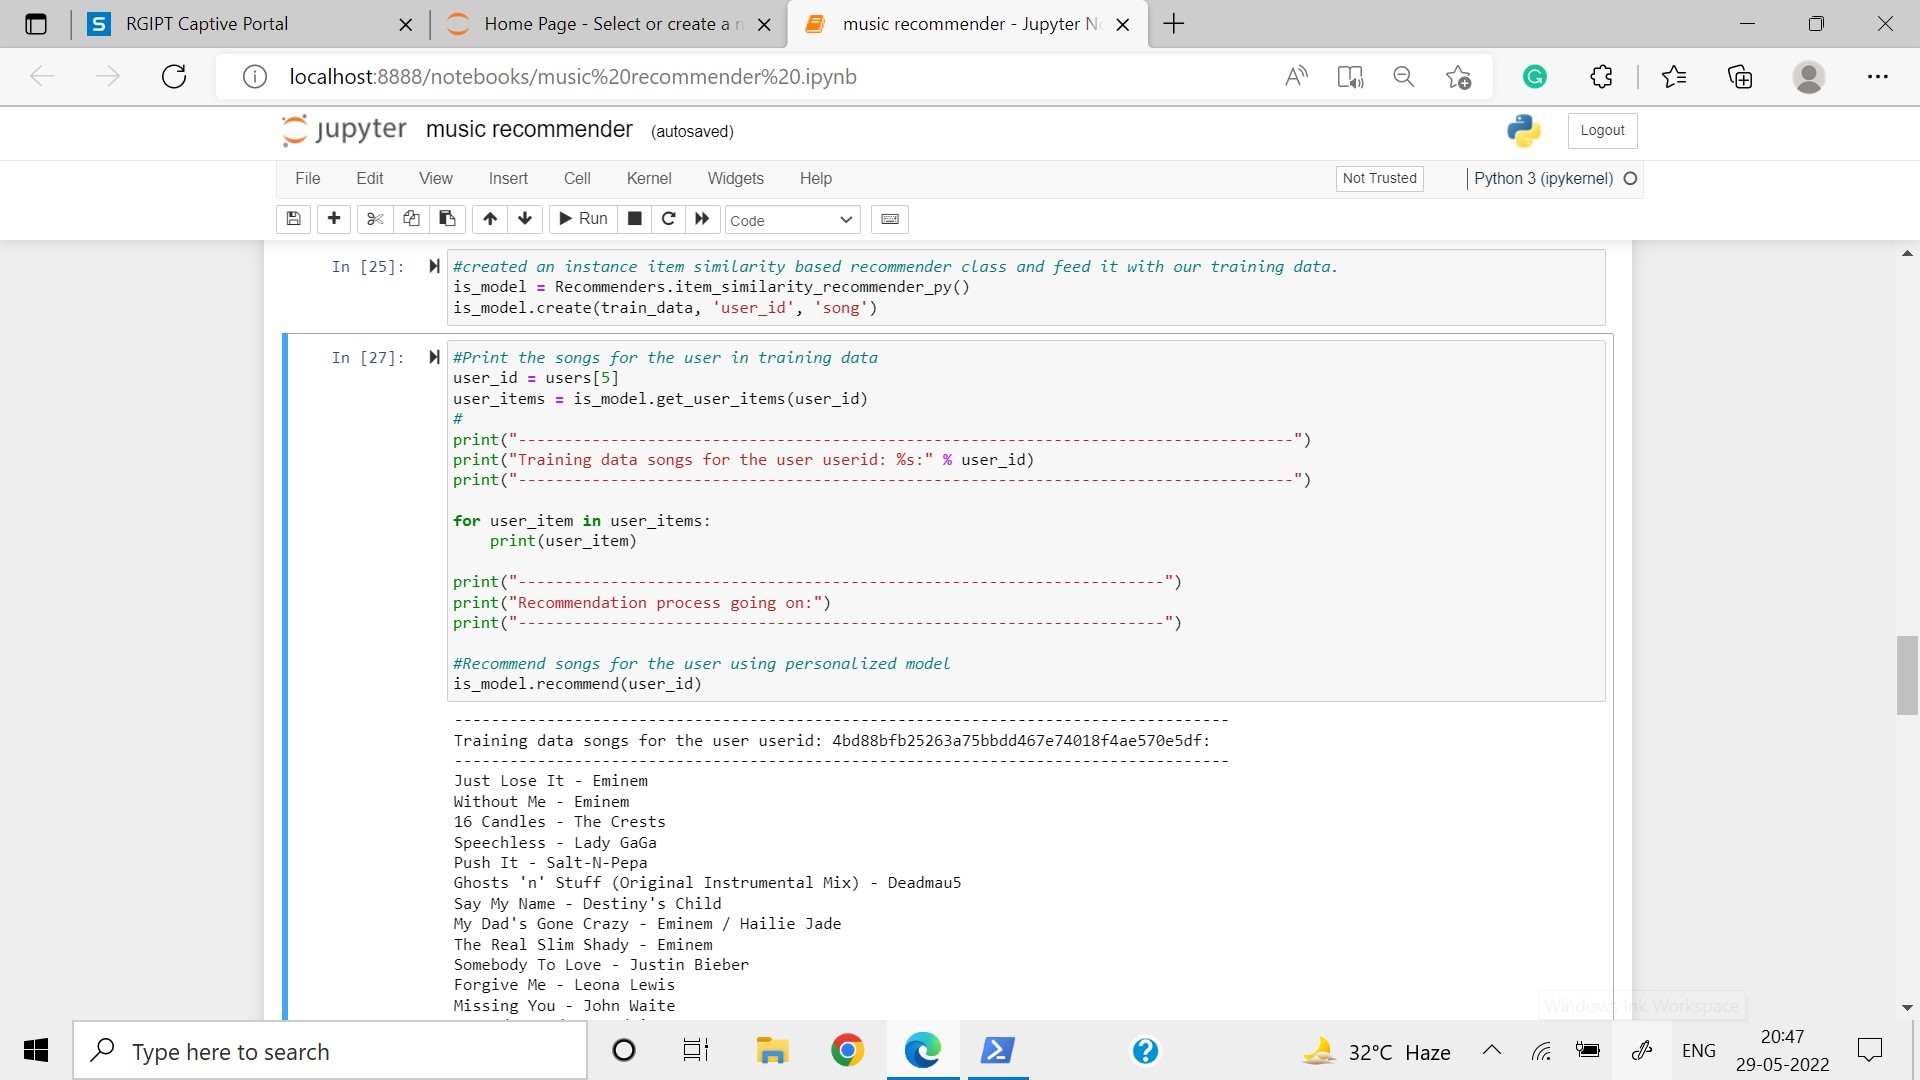 RGIPT Captive Portal
Home Page - Select or create a n
music recommender - Jupyter No
localhost:8888/notebooks/music%20recommender%20.ipynb
jupyter music recommender (autosaved)
Logout
File Edit View Insert Cell Kernel Widgets Help
Not Trusted
Python 3 (ipykernel)
Run
Code
In [25]:
#created an instance item similarity based recommender class and feed it with our training data.
is_model = Recommenders.item_similarity_recommender_py()
is_model.create(train_data, 'user_id', 'song')
In [27]:
#Print the songs for the user in training data
user_id = users[5]
user_items = is_model.get_user_items(user_id)
#
print("------------------------------------------------------------------------------------")
print("Training data songs for the user userid: %s:" % user_id)
print("------------------------------------------------------------------------------------")
for user_item in user_items:
print(user_item)
print("----------------------------------------------------------------------")
print("Recommendation process going on:")
print("----------------------------------------------------------------------")
#Recommend songs for the user using personalized model
is_model.recommend(user_id)
------------------------------------------------------------------------------------
Training data songs for the user userid: 4bd88bfb25263a75bbdd467e74018f4ae570e5df:
------------------------------------------------------------------------------------
Just Lose It - Eminem
Without Me - Eminem
16 Candles - The Crests
Speechless - Lady GaGa
Push It - Salt-N-Pepa
Ghosts 'n' Stuff (Original Instrumental Mix) - Deadmau5
Say My Name - Destiny's Child
My Dad's Gone Crazy - Eminem / Hailie Jade
The Real Slim Shady - Eminem
Somebody To Love - Justin Bieber
Forgive Me - Leona Lewis
Missing You - John Waite
Windows Ink Workspace
Type here to search
32°C Haze
ENG
20:47
29-05-2022